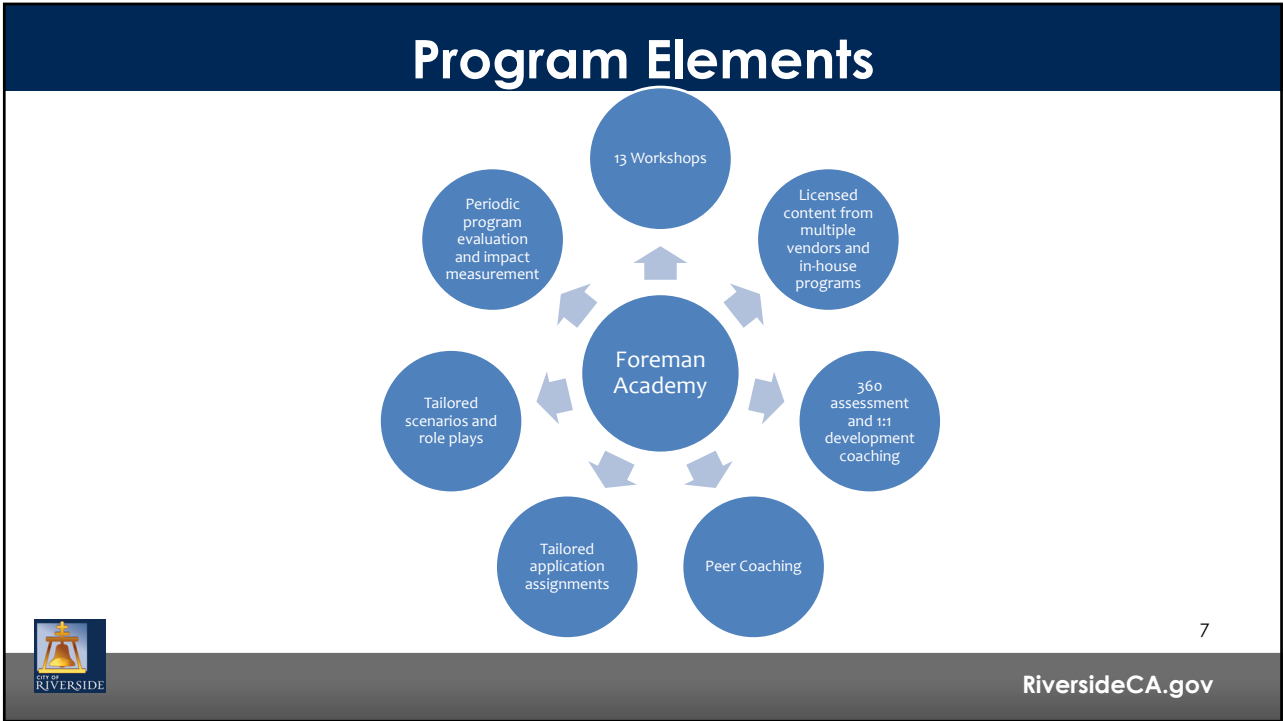 Program Elements
13 Workshops
Licensed
content from
multiple
vendors and
in-house
programs
360
assessment
and 1:1
development
coaching
Peer Coaching
Tailored
application
assignments
Tailored
scenarios and
role plays
Periodic
program
evaluation
and impact
measurement
Foreman
Academy
7
CITY OF
RIVERSIDE
RiversideCA.gov